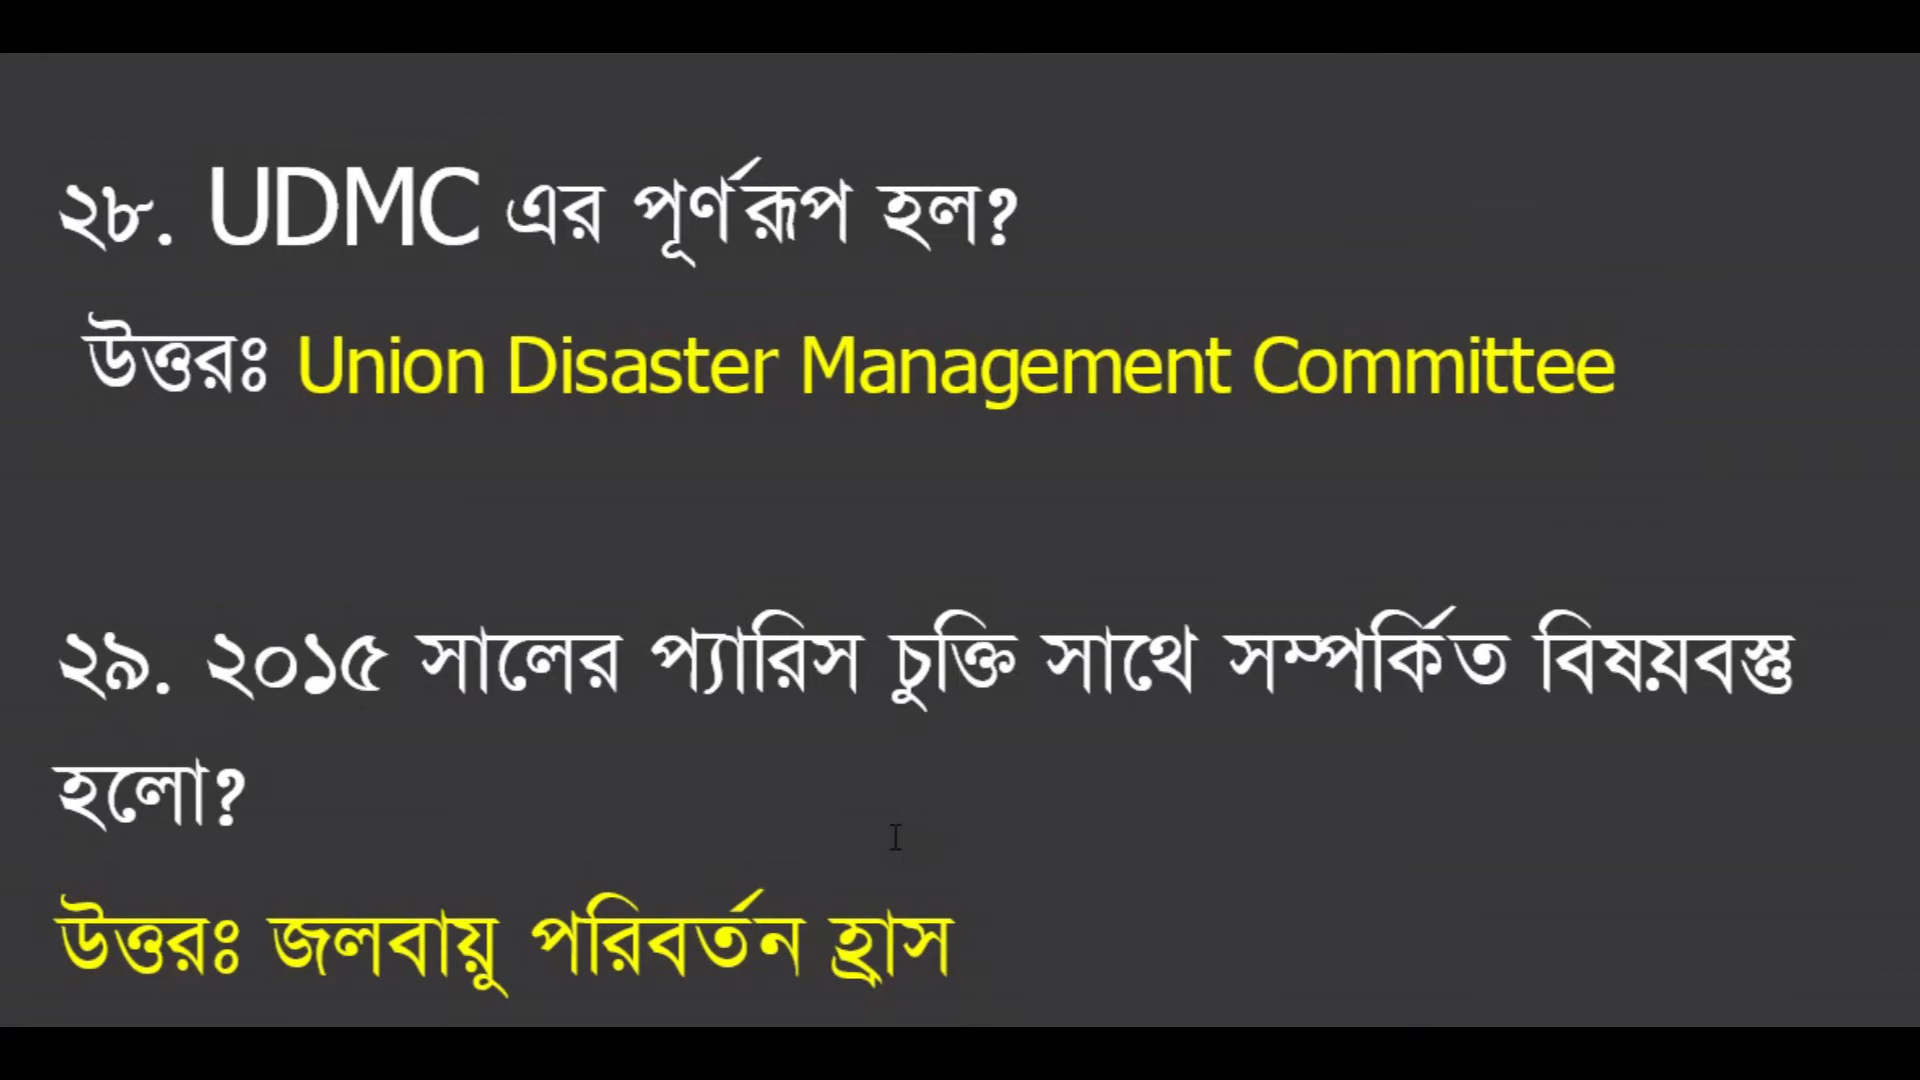 ২৮. UDMC এর পূর্ণরূপ হল?
উত্তরঃ Union Disaster Management Committee
২৯. ২০১৫ সালের প্যারিস চুক্তি সাথে সম্পর্কিত বিষয়বস্তু
হলো?
উত্তরঃ জলবায়ু পরিবর্তন হ্রাস